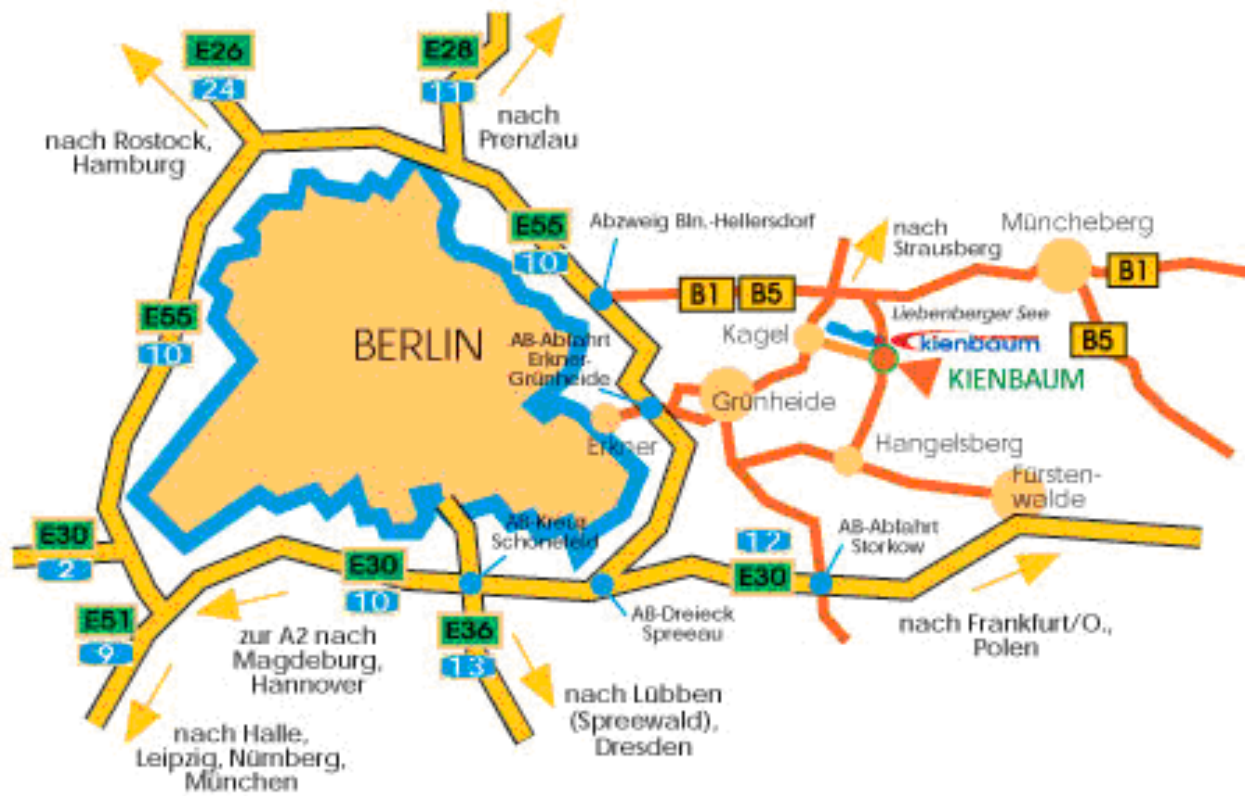 E26
24
E28
11
nach Rostock,
Hamburg
nach
Prenzlau
E55
10
Abzweig Bln.-Hellersdorf
nach
Strausberg
Müncheberg
B1
B5
B1
E55
10
BERLIN
AB-Abfahrt
Erkner-
Grünheide
Kagel
Liebenberger See
kienbaum
B5
KIENBAUM
Grünheide
Erkner
Hangelsberg
Fürsten-
walde
E30
2
AB-Kreuz
Schönefeld
12
AB-Abfahrt
Storkow
E30
10
E30
E51
9
zur A2 nach
Magdeburg,
Hannover
E36
13
AB-Dreieck
Spreeau
nach Frankfurt/O.,
Polen
nach Halle,
Leipzig, Nürnberg,
München
nach Lübben
(Spreewald),
Dresden